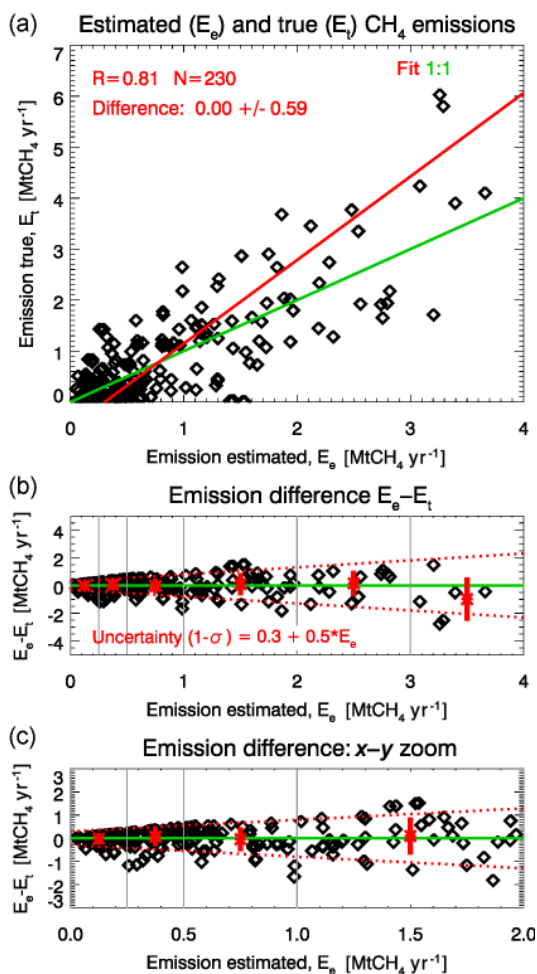 (a) Estimated (Eₑ) and true (Eₜ) CH₄ emissions
R=0.81 N=230
Difference: 0.00 +/- 0.59
Fit 1:1
Emission true, Eₜ [MtCH₄ yr⁻¹]
7
6
5
4
3
2
1
0
0 1 2 3 4
Emission estimated, Eₑ [MtCH₄ yr⁻¹]
(b) Emission difference Eₑ−Eₜ
Eₑ−Eₜ [MtCH₄ yr⁻¹]
4
2
0
-2
-4
Uncertainty (1-σ) = 0.3 + 0.5*Eₑ
0 1 2 3 4
Emission estimated, Eₑ [MtCH₄ yr⁻¹]
(c) Emission difference: x–y zoom
Eₑ−Eₜ [MtCH₄ yr⁻¹]
3
2
1
0
-1
-2
-3
0.0 0.5 1.0 1.5 2.0
Emission estimated, Eₑ [MtCH₄ yr⁻¹]